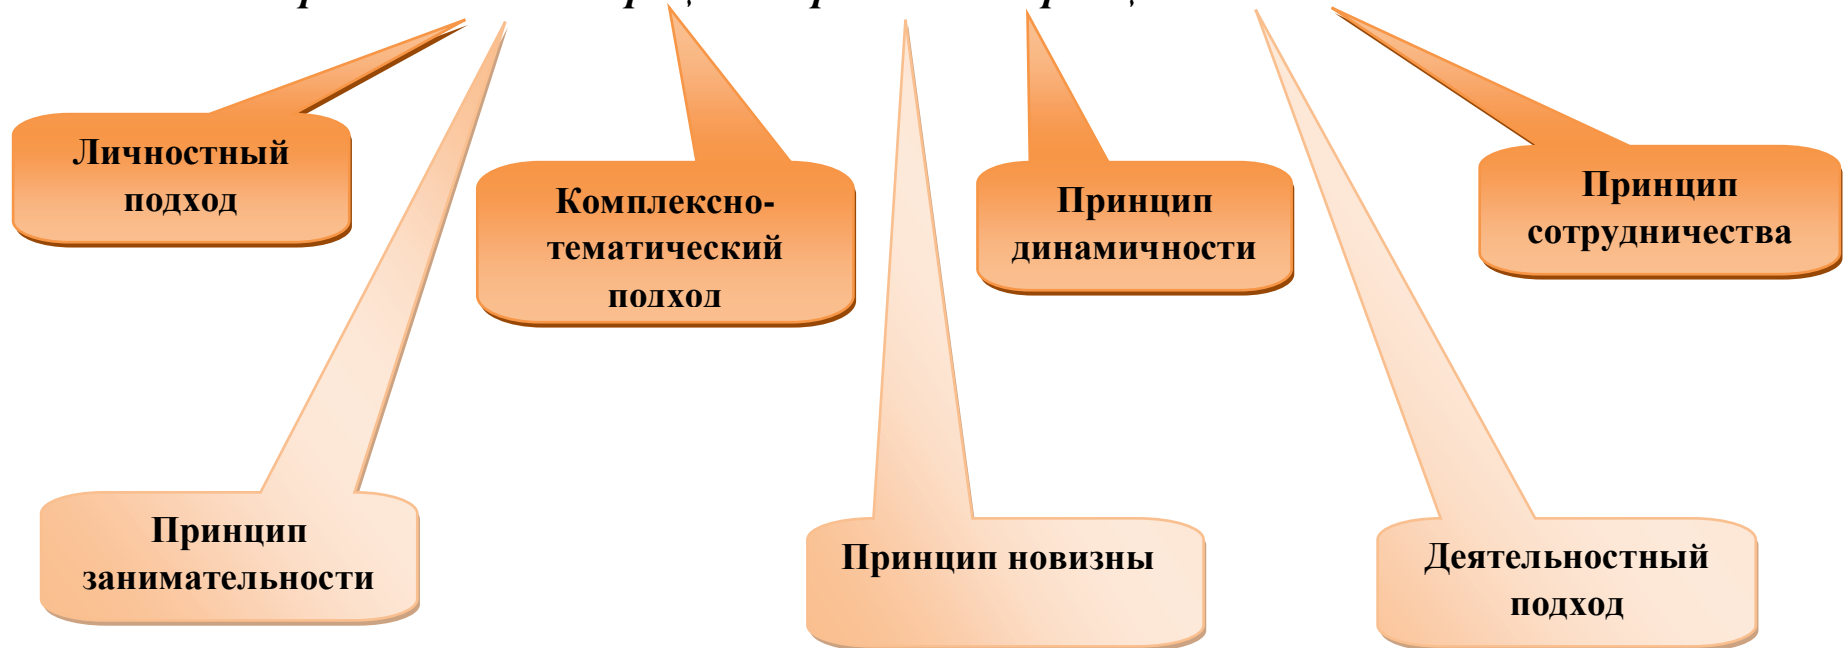 Личностный
подход
Комплексно-
тематический
подход
Принцип
динамичности
Принцип
сотрудничества
Принцип
занимательности
Принцип новизны
Деятельностный
подход